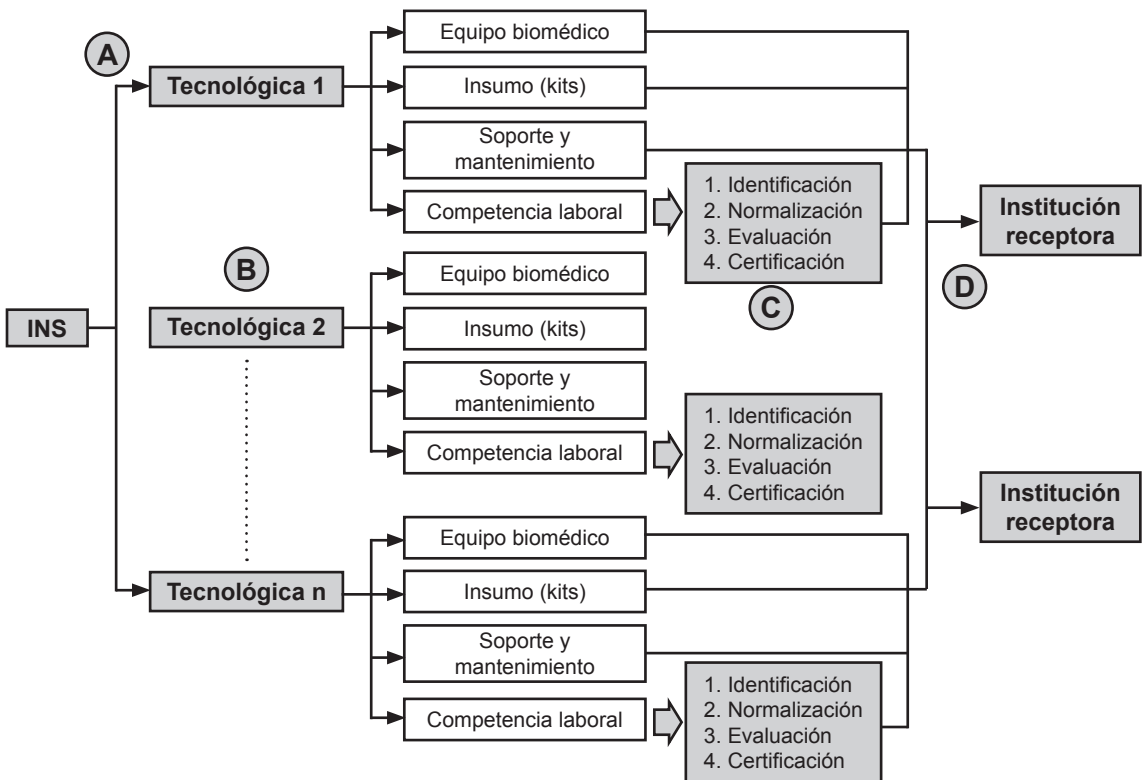 A
Tecnológica 1
Equipo biomédico
Insumo (kits)
Soporte y
mantenimiento
Competencia laboral
1. Identificación
2. Normalización
3. Evaluación
4. Certificación
Institución
receptora
B
C
D
INS
Tecnológica 2
Equipo biomédico
Insumo (kits)
Soporte y
mantenimiento
Competencia laboral
1. Identificación
2. Normalización
3. Evaluación
4. Certificación
Institución
receptora
Tecnológica n
Equipo biomédico
Insumo (kits)
Soporte y
mantenimiento
Competencia laboral
1. Identificación
2. Normalización
3. Evaluación
4. Certificación